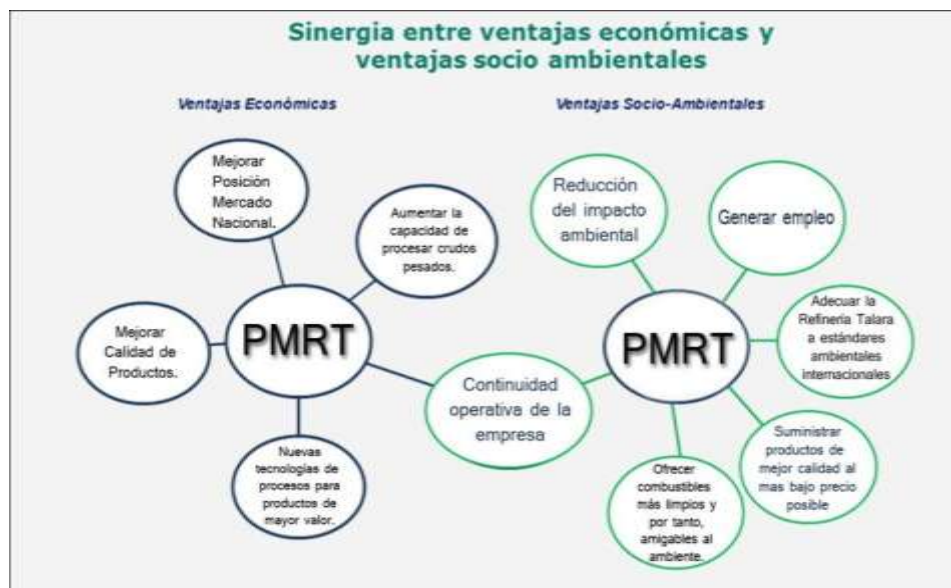 Sinergia entre ventajas económicas y
ventajas socio ambientales
Ventajas Económicas
Ventajas Socio-Ambientales
Mejorar
Posición
Mercado
Nacional.
Aumentar la
capacidad de
procesar crudos
pesados.
Mejorar
Calidad de
Productos.
PMRT
Nuevas
tecnologías de
procesos para
productos de
mayor valor.
Continuidad
operativa de la
empresa
Reducción
del impacto
ambiental
Generar empleo
PMRT
Adecuar la
Refinería Talara
a estándares
ambientales
internacionales
Suministrar
productos de
mejor calidad al
mas bajo precio
posible
Ofrecer
combustibles
más limpios y
por tanto,
amigables al
ambiente.